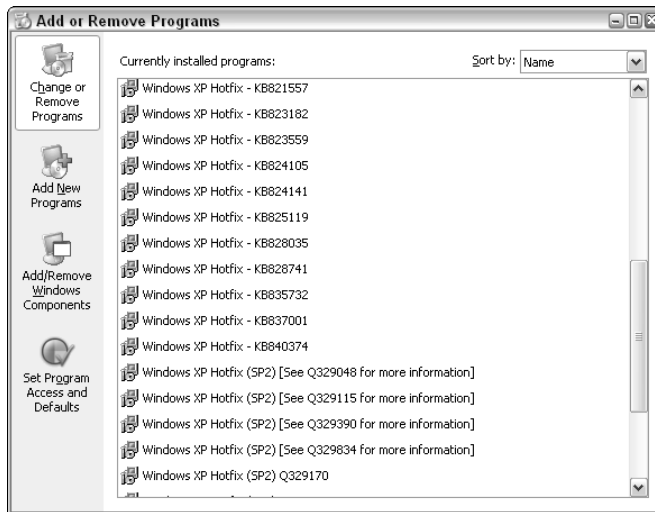 Add or Remove Programs
Change or
Remove
Programs
Add New
Programs
Add/Remove
Windows
Components
Set Program
Access and
Defaults
Currently installed programs:
Sort by: Name
Windows XP Hotfix - KB821557
Windows XP Hotfix - KB823182
Windows XP Hotfix - KB823559
Windows XP Hotfix - KB824105
Windows XP Hotfix - KB824141
Windows XP Hotfix - KB825119
Windows XP Hotfix - KB828035
Windows XP Hotfix - KB828741
Windows XP Hotfix - KB835732
Windows XP Hotfix - KB837001
Windows XP Hotfix - KB840374
Windows XP Hotfix (SP2) [See Q329048 for more information]
Windows XP Hotfix (SP2) [See Q329115 for more information]
Windows XP Hotfix (SP2) [See Q329390 for more information]
Windows XP Hotfix (SP2) [See Q329834 for more information]
Windows XP Hotfix (SP2) Q329170